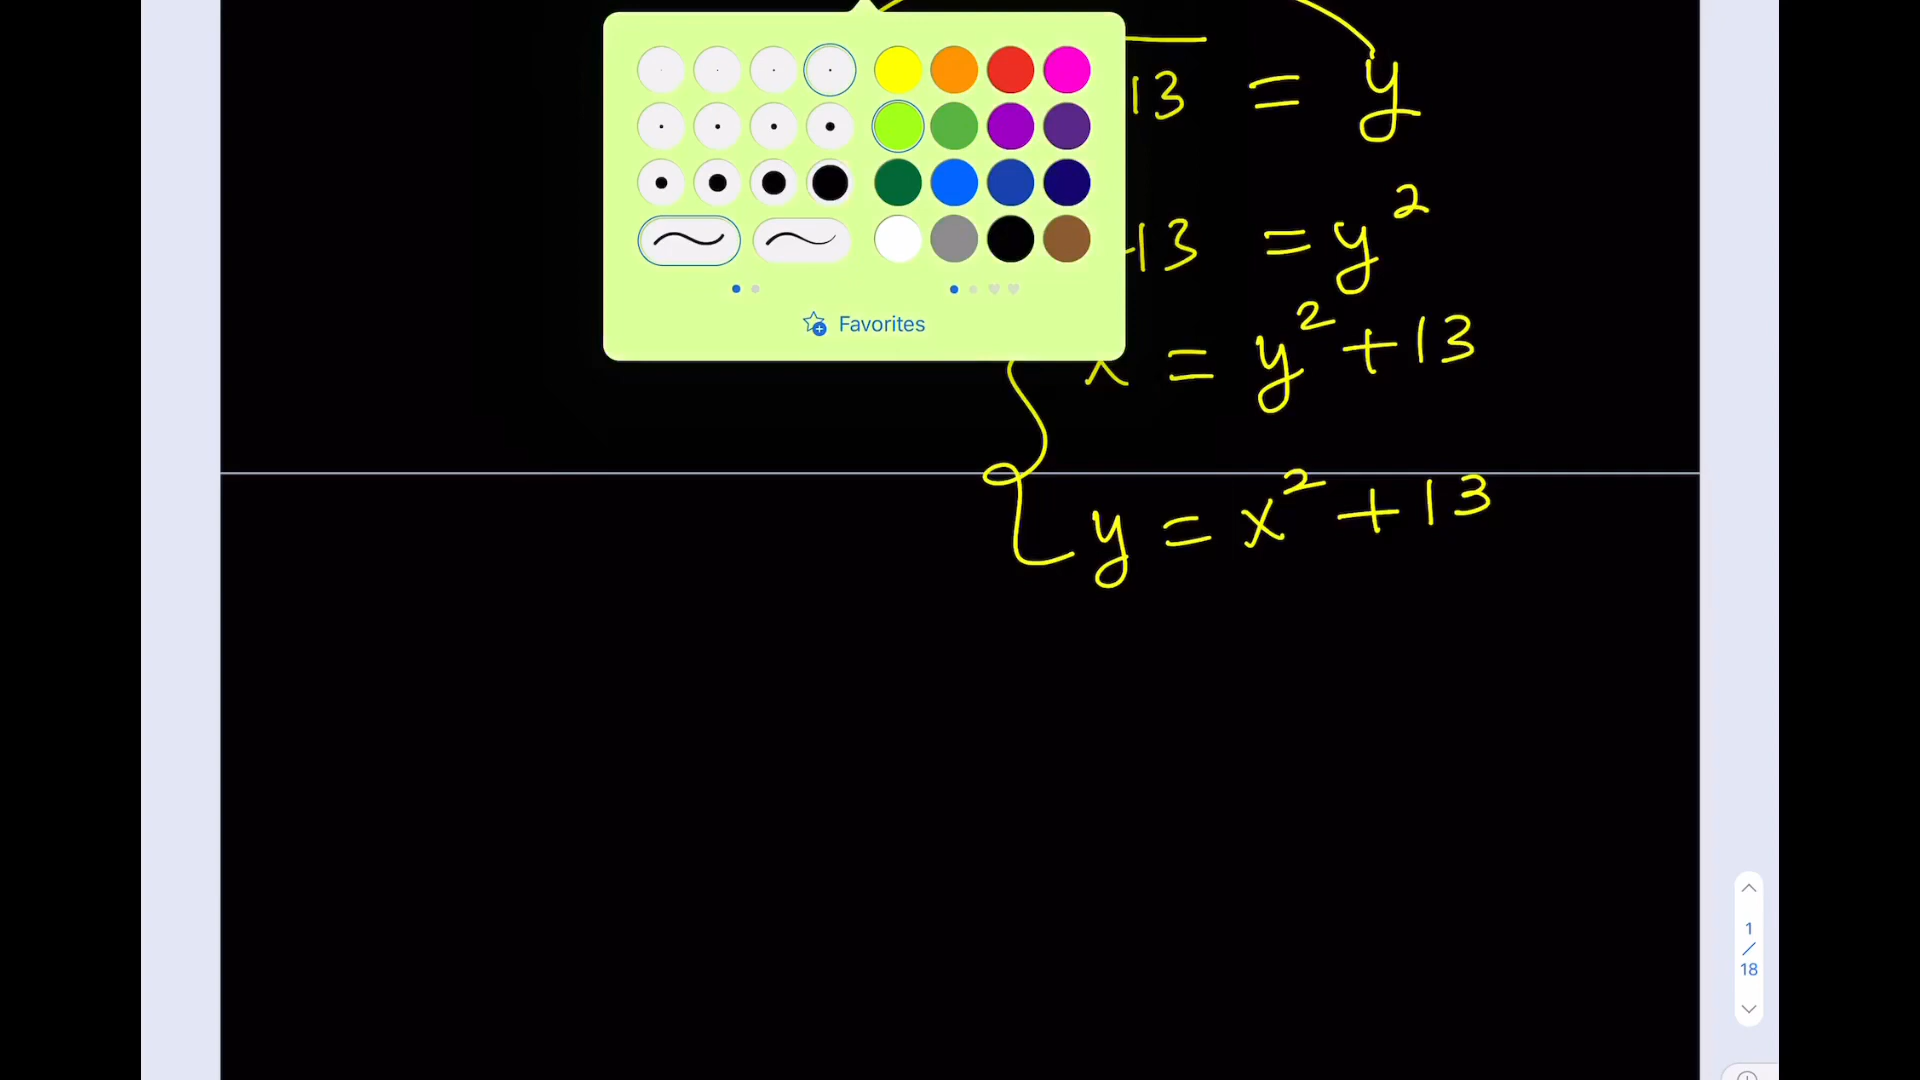 13 = y
-13 = y²
x = y² + 13
y = x² + 13
Favorites
1
/
18